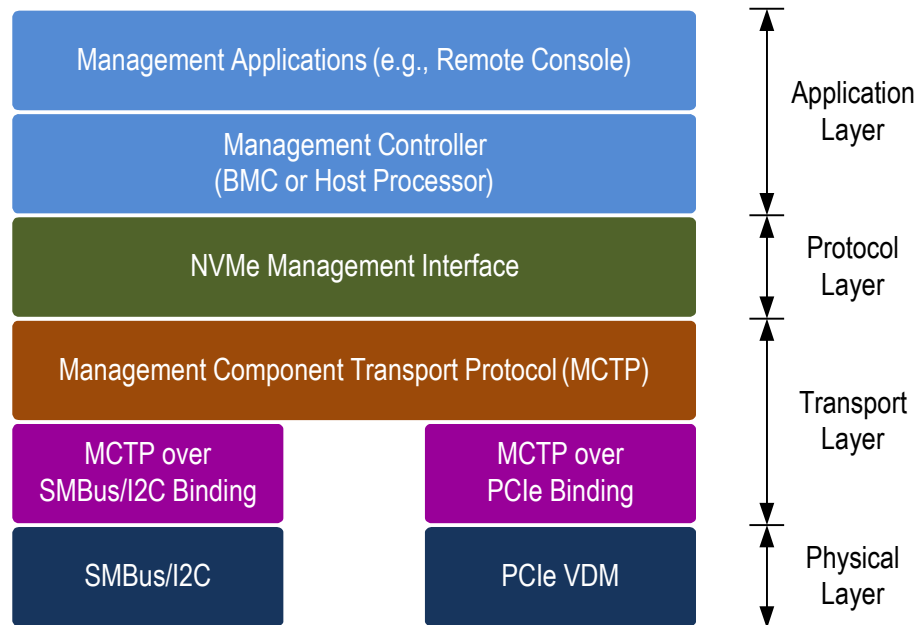 Management Applications (e.g., Remote Console)
Management Controller
(BMC or Host Processor)
Application
Layer
NVMe Management Interface
Protocol
Layer
Management Component Transport Protocol (MCTP)
MCTP over
SMBus/I2C Binding
MCTP over
PCIe Binding
Transport
Layer
SMBus/I2C
PCIe VDM
Physical
Layer